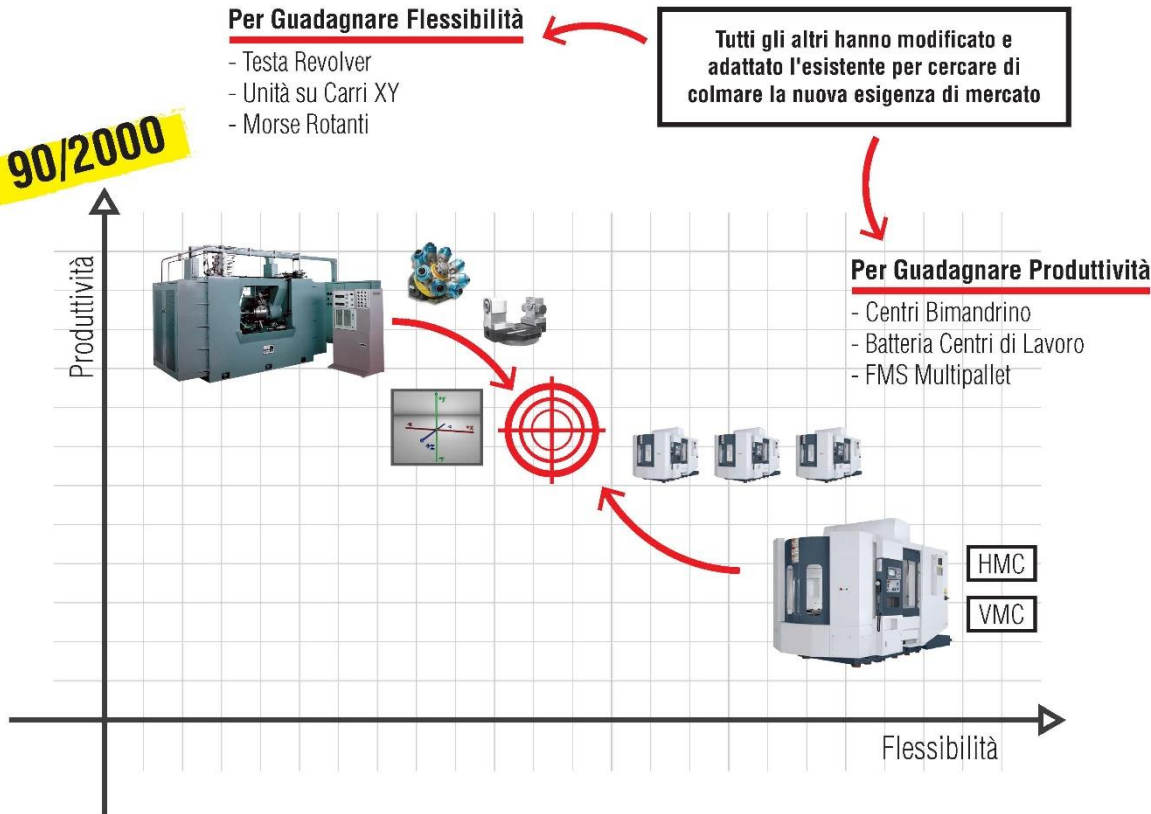 Per Guadagnare Flessibilità
- Testa Revolver
- Unità su Carri XY
- Morse Rotanti
Tutti gli altri hanno modificato e
adattato l'esistente per cercare di
colmare la nuova esigenza di mercato
90/2000
Per Guadagnare Produttività
- Centri Bimandrino
- Batteria Centri di Lavoro
- FMS Multipallet
Produttività
+y
+x
HMC
VMC
Flessibilità